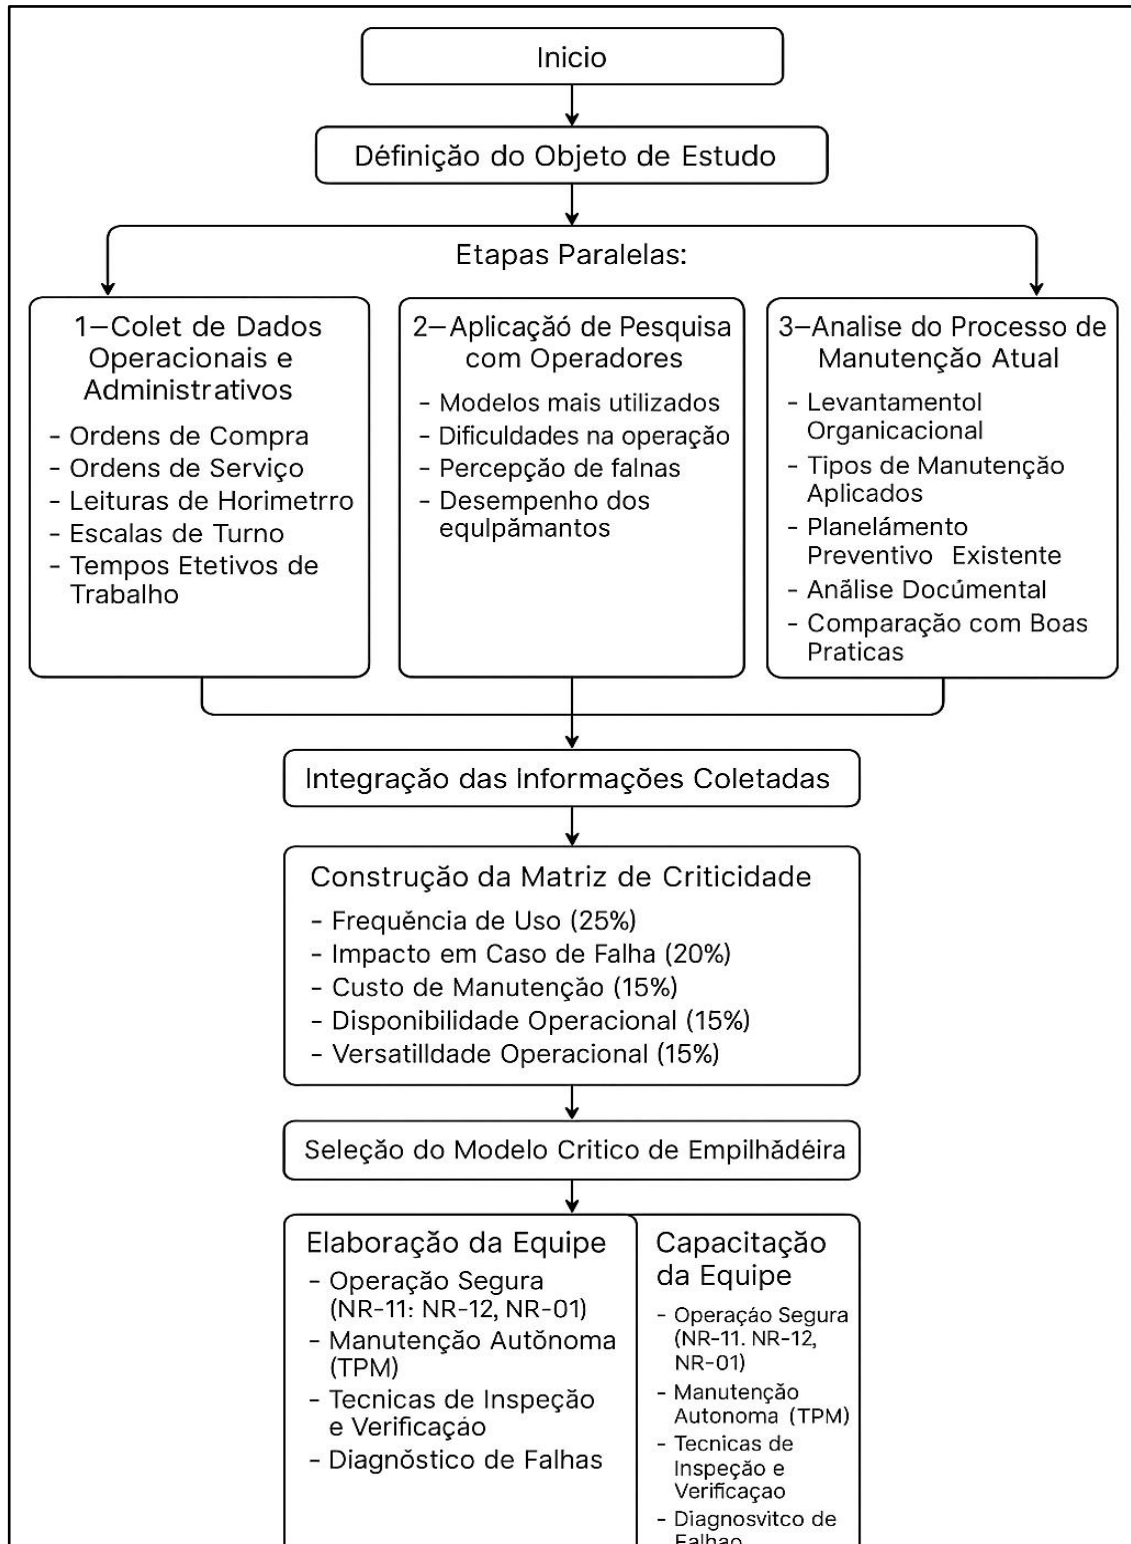 Inicio
Définição do Objeto de Estudo
Etapas Paralelas:
1—Colet de Dados
Operacionais e
Administrativos
- Ordens de Compra
- Ordens de Serviço
- Leituras de Horimetrro
- Escalas de Turno
- Tempos Etetivos de
Trabalho
2—Aplicaçăó de Pesquisa
com Operadores
- Modelos mais utilizados
- Dificuldades na operação
- Percepção de falnas
- Desempenho dos
equlpămantos
3—Analise do Processo de
Manutenção Atual
- Levantamentol
Organicacional
- Tipos de Manutenção
Aplicados
- Planelámento
Preventivo Existente
- Anãlise Docúmental
- Comparação com Boas
Praticas
Integração das Informações Coletadas
Construção da Matriz de Criticidade
- Frequência de Uso (25%)
- Impacto em Caso de Falha (20%)
- Custo de Manutenção (15%)
- Disponibilidade Operacional (15%)
- Versatilldade Operacional (15%)
Seleção do Modelo Critico de Empilhădéira
Elaboração da Equipe
- Operação Segura
(NR-11: NR-12, NR-01)
- Manutenção Autŏnoma
(TPM)
- Tecnicas de Inspeção
e Verificaçáo
- Diagnŏstico de Falhas
Capacitação
da Equipe
- Operaçáo Segura
(NR-11. NR-12,
NR-01)
- Manutenção
Autonoma (TPM)
- Tecnicas de
Inspeção e
Verificaçao
- Diagnosvitco de